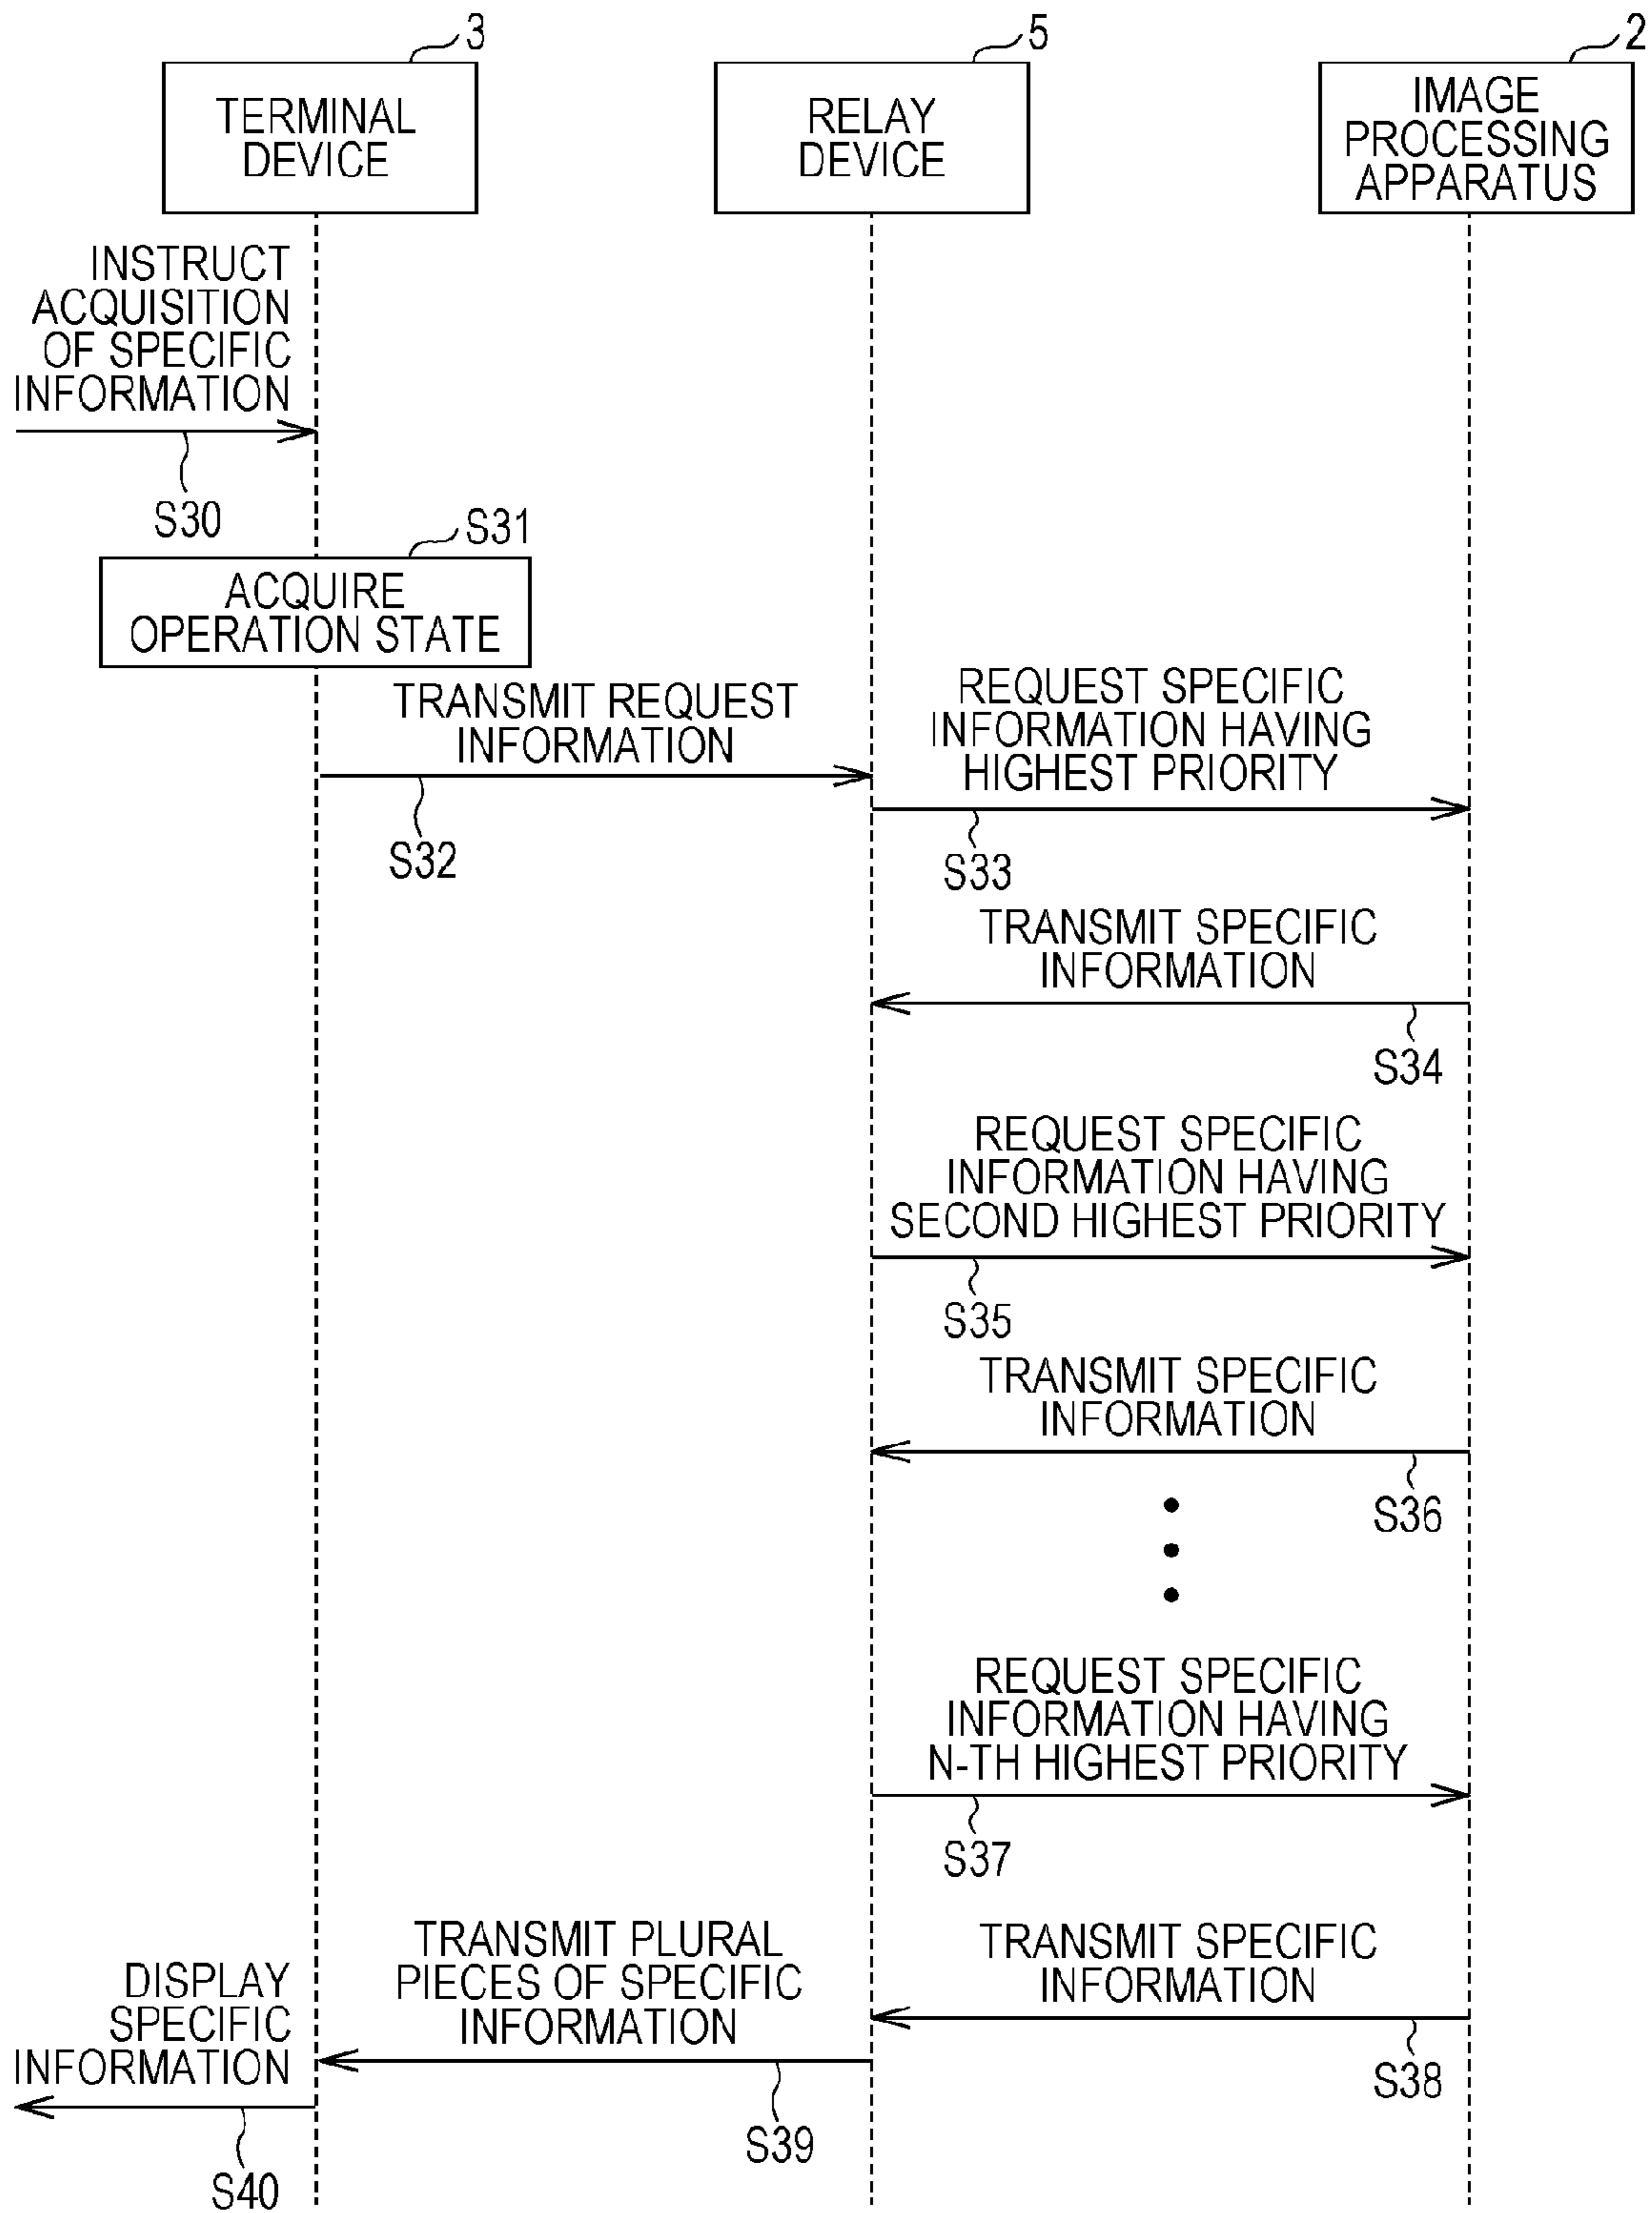 3
TERMINAL
DEVICE
5
RELAY
DEVICE
2
IMAGE
PROCESSING
APPARATUS
INSTRUCT
ACQUISITION
OF SPECIFIC
INFORMATION
S30
S31
ACQUIRE
OPERATION STATE
TRANSMIT REQUEST
INFORMATION
S32
REQUEST SPECIFIC
INFORMATION HAVING
HIGHEST PRIORITY
S33
TRANSMIT SPECIFIC
INFORMATION
S34
REQUEST SPECIFIC
INFORMATION HAVING
SECOND HIGHEST PRIORITY
S35
TRANSMIT SPECIFIC
INFORMATION
S36
REQUEST SPECIFIC
INFORMATION HAVING
N-TH HIGHEST PRIORITY
S37
TRANSMIT SPECIFIC
INFORMATION
S38
TRANSMIT PLURAL
PIECES OF SPECIFIC
INFORMATION
S39
DISPLAY
SPECIFIC
INFORMATION
S40